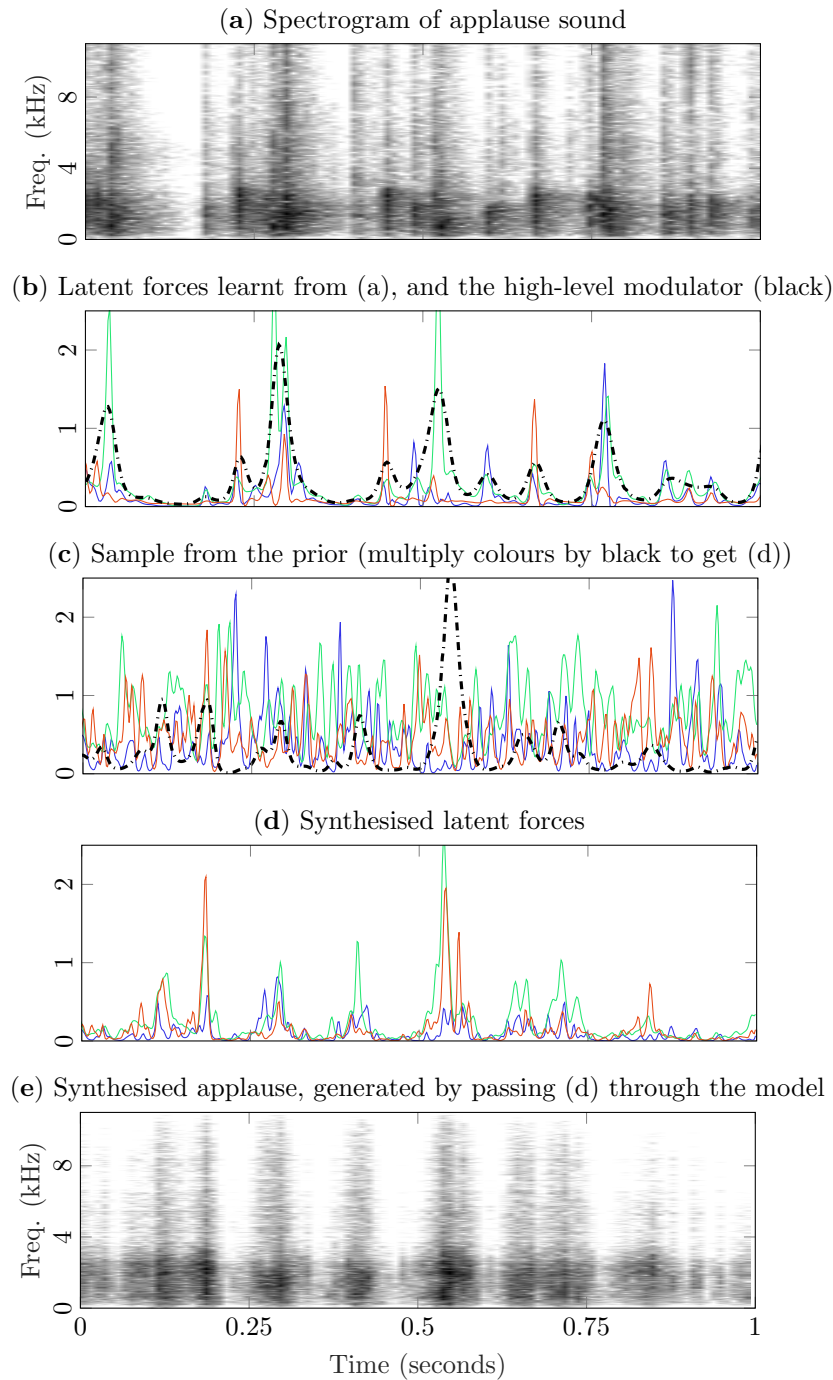 (a) Spectrogram of applause sound
8
4
0
Freq. (kHz)
(b) Latent forces learnt from (a), and the high-level modulator (black)
2
1
0
(c) Sample from the prior (multiply colours by black to get (d))
2
1
0
(d) Synthesised latent forces
2
1
0
(e) Synthesised applause, generated by passing (d) through the model
8
4
0
Freq. (kHz)
0 0.25 0.5 0.75 1
Time (seconds)